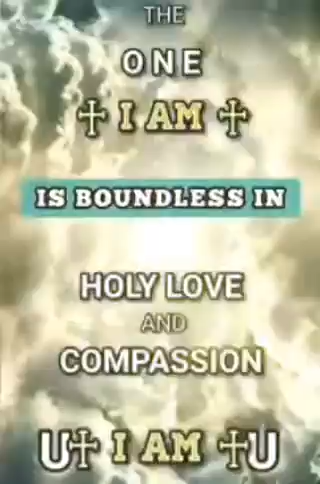 THE
ONE
☩ I AM ☩
IS BOUNDLESS IN
HOLY LOVE
AND
COMPASSION
U☩ I AM ☩U